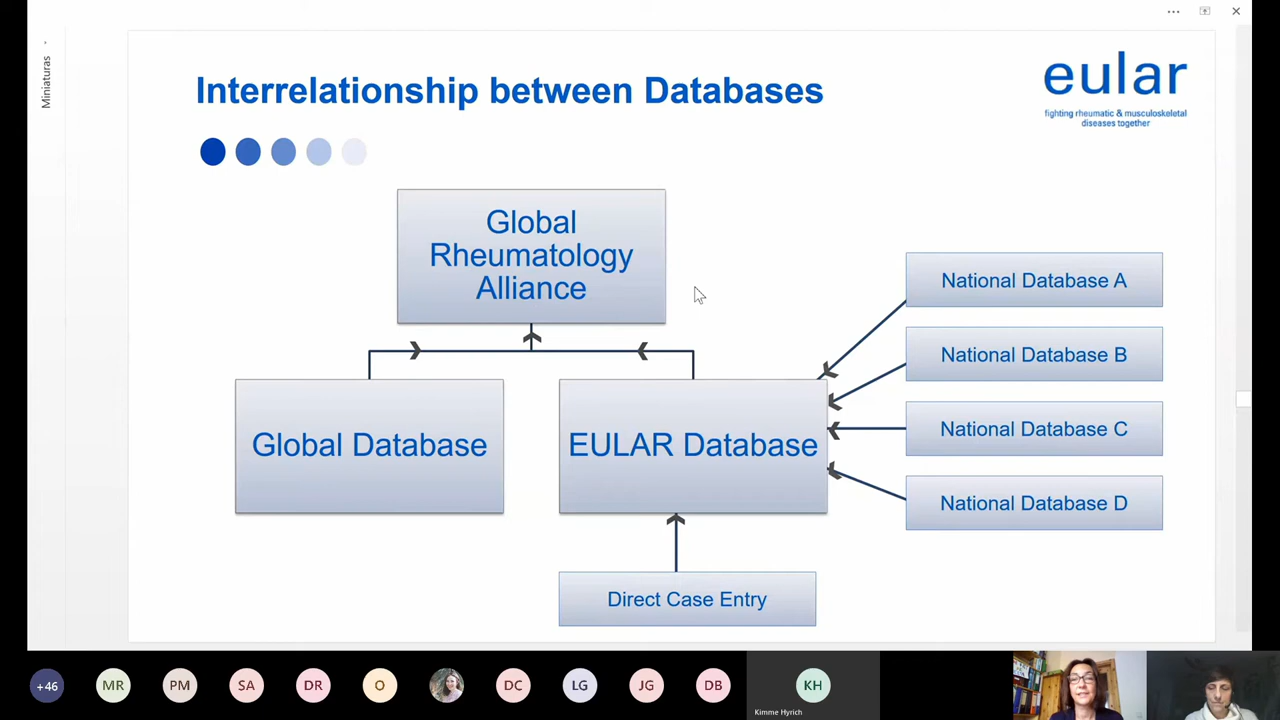 Miniaturas
Interrelationship between Databases
eular
fighting rheumatic & musculoskeletal
diseases together
Global
Rheumatology
Alliance
Global Database
EULAR Database
National Database A
National Database B
National Database C
National Database D
Direct Case Entry
+46
MR
PM
SA
DR
O
DC
LG
JG
DB
KH
Kimme Hyrich